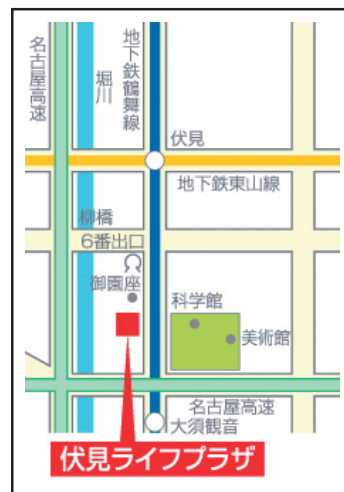 名古屋高速
堀川
地下鉄鶴舞線
伏見
地下鉄東山線
柳橋
6番出口
御園座
科学館
美術館
名古屋高速
大須観音
伏見ライフプラザ